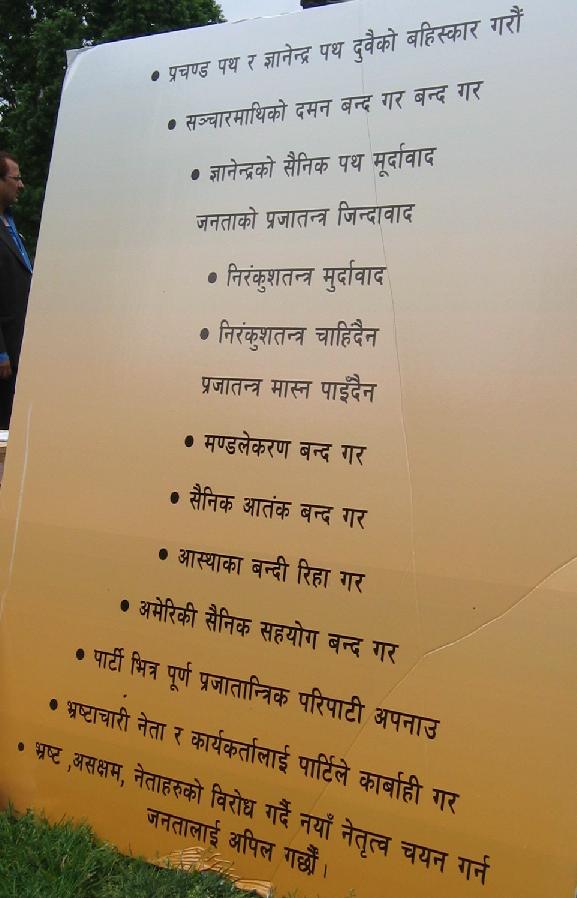 • प्रचण्ड पथ र ज्ञानेन्द्र पथ दुवैको बहिस्कार गरौं
• सञ्चारमाथिको दमन बन्द गर बन्द गर
• ज्ञानेन्द्रको सैनिक पथ मूर्दावाद
जनताको प्रजातन्त्र जिन्दावाद
• निरंकुशतन्त्र मुर्दावाद
• निरंकुशतन्त्र चाहिंदैन
प्रजातन्त्र मास्न पाइँदैन
• मण्डलेकरण बन्द गर
• सैनिक आतंक बन्द गर
• आस्थाका बन्दी रिहा गर
• अमेरिकी सैनिक सहयोग बन्द गर
• पार्टी भित्र पूर्ण प्रजातान्त्रिक परिपाटी अपनाउ
• भ्रष्टाचारी नेता र कार्यकर्तालाई पार्टिले कार्बाही गर
• भ्रष्ट ,असक्षम, नेताहरुको विरोध गर्दै नयाँ नेतृत्व चयन गर्न
जनतालाई अपिल गर्छौं ।